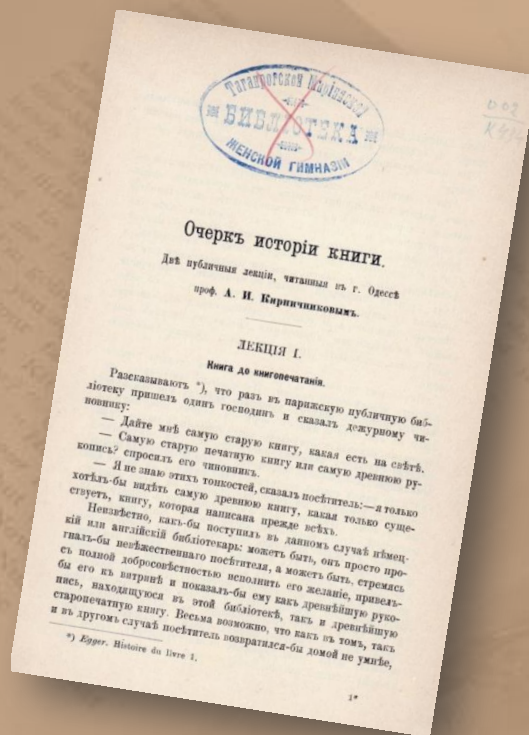 Таганрогской Маріинской
БИБЛІОТЕКА
ЖЕНСКОЙ ГИМНАЗІИ
D 02
Очеркъ исторіи книги.
Двѣ публичныя лекціи, читанныя въ г. Одессѣ
проф. А. И. Кирпичниковымъ.
ЛЕКЦІЯ I.
Книга до книгопечатанія.
Разсказываютъ *), что разъ въ парижскую публичную биб-
ліотеку пришелъ одинъ господинъ и сказалъ дежурному чи-
новнику:
— Дайте мнѣ самую старую книгу, какая есть на свѣтѣ.
— Самую старую печатную книгу или самую древнюю ру-
копись? спросилъ его чиновникъ.
— Я не знаю этихъ тонкостей, сказалъ посѣтитель:—я только
хотѣлъ-бы видѣть самую древнюю книгу, какая только суще-
ствуетъ, книгу, которая написана прежде всѣхъ.
Неизвѣстно, какъ-бы поступилъ въ данномъ случаѣ нѣмец-
кій или англійскій библіотекарь: можетъ быть, онъ просто про-
гналъ-бы невѣжественнаго посѣтителя, а можетъ быть, стремясь
съ полной добросовѣстностью исполнить его желаніе, привелъ-
бы его къ витринѣ и показалъ-бы ему какъ древнѣйшую руко-
пись, находящуюся въ этой библіотекѣ, такъ и древнѣйшую
старопечатную книгу. Весьма возможно, что какъ въ томъ, такъ
и въ другомъ случаѣ посѣтитель возвратился-бы домой не умнѣе,
*) Egger. Histoire du livre 1.
1*